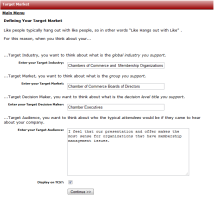 Target Market
Main Menu
Defining Your Target Market
People typically hang out with like people, so in other words "Like Hangs out with Like" .
For this reason, when you think about your...
...Target Industry, you want to think about what is the global industry you support.
Enter your Target Industry: Chambers of Commerce and Membership Organizations
...Target Market, you want to think about what is the group you support.
Enter your Target Market: Chamber of Commerce Boards of Directors
...Target Decision Maker, you want to think about what is the decision level title you support.
Enter your Target Decision Maker: Chamber Executives
...Target Audience, you want to think about who the typical attendees would be if they came to hear
about your company.
Enter your Target Audience: I feel that our presentation and offer makes the
most sense for organizations that have membership
management issues.
Display on TCS?:
Continue >>